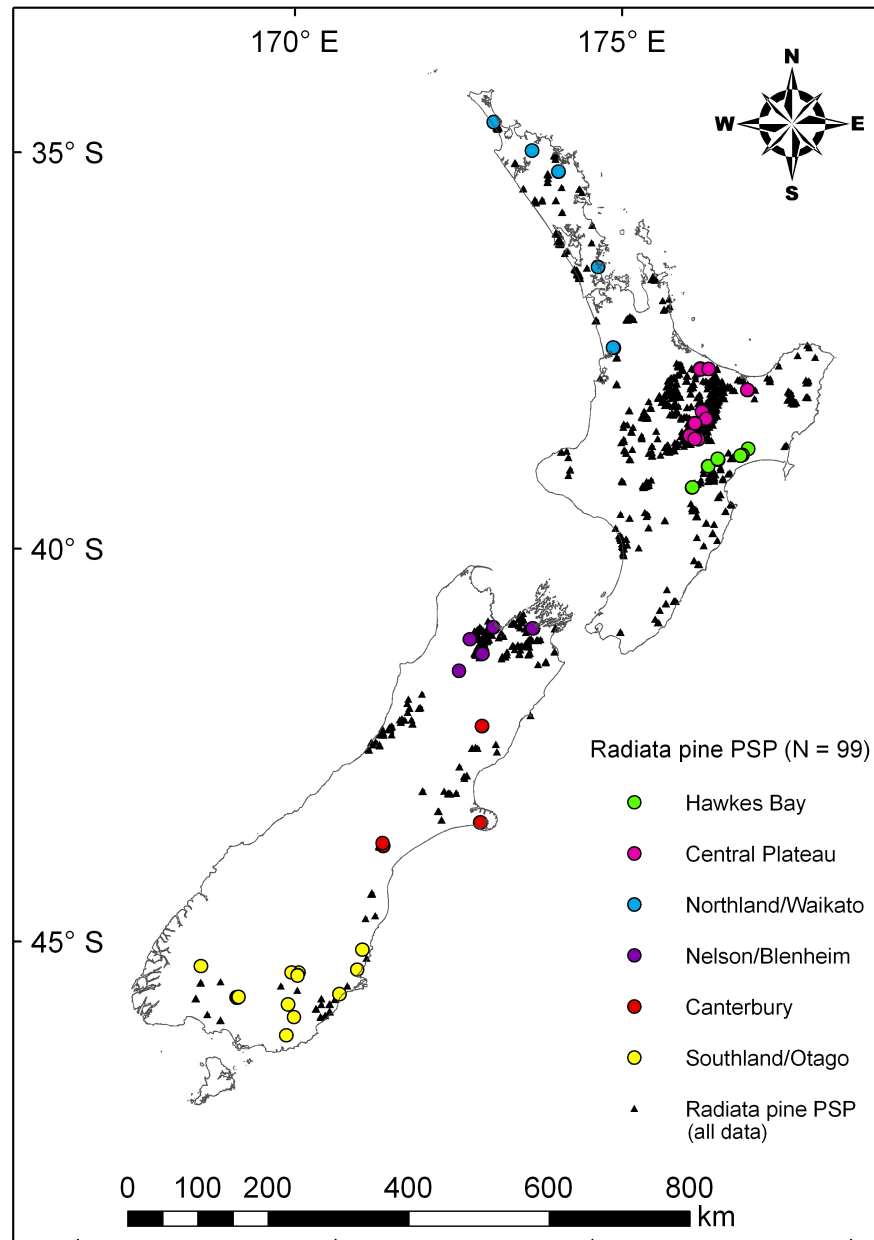 170° E 175° E
N
W E
S
35° S
40° S
45° S
Radiata pine PSP (N = 99)
Hawkes Bay
Central Plateau
Northland/Waikato
Nelson/Blenheim
Canterbury
Southland/Otago
Radiata pine PSP
(all data)
0 100 200 400 600 800
km